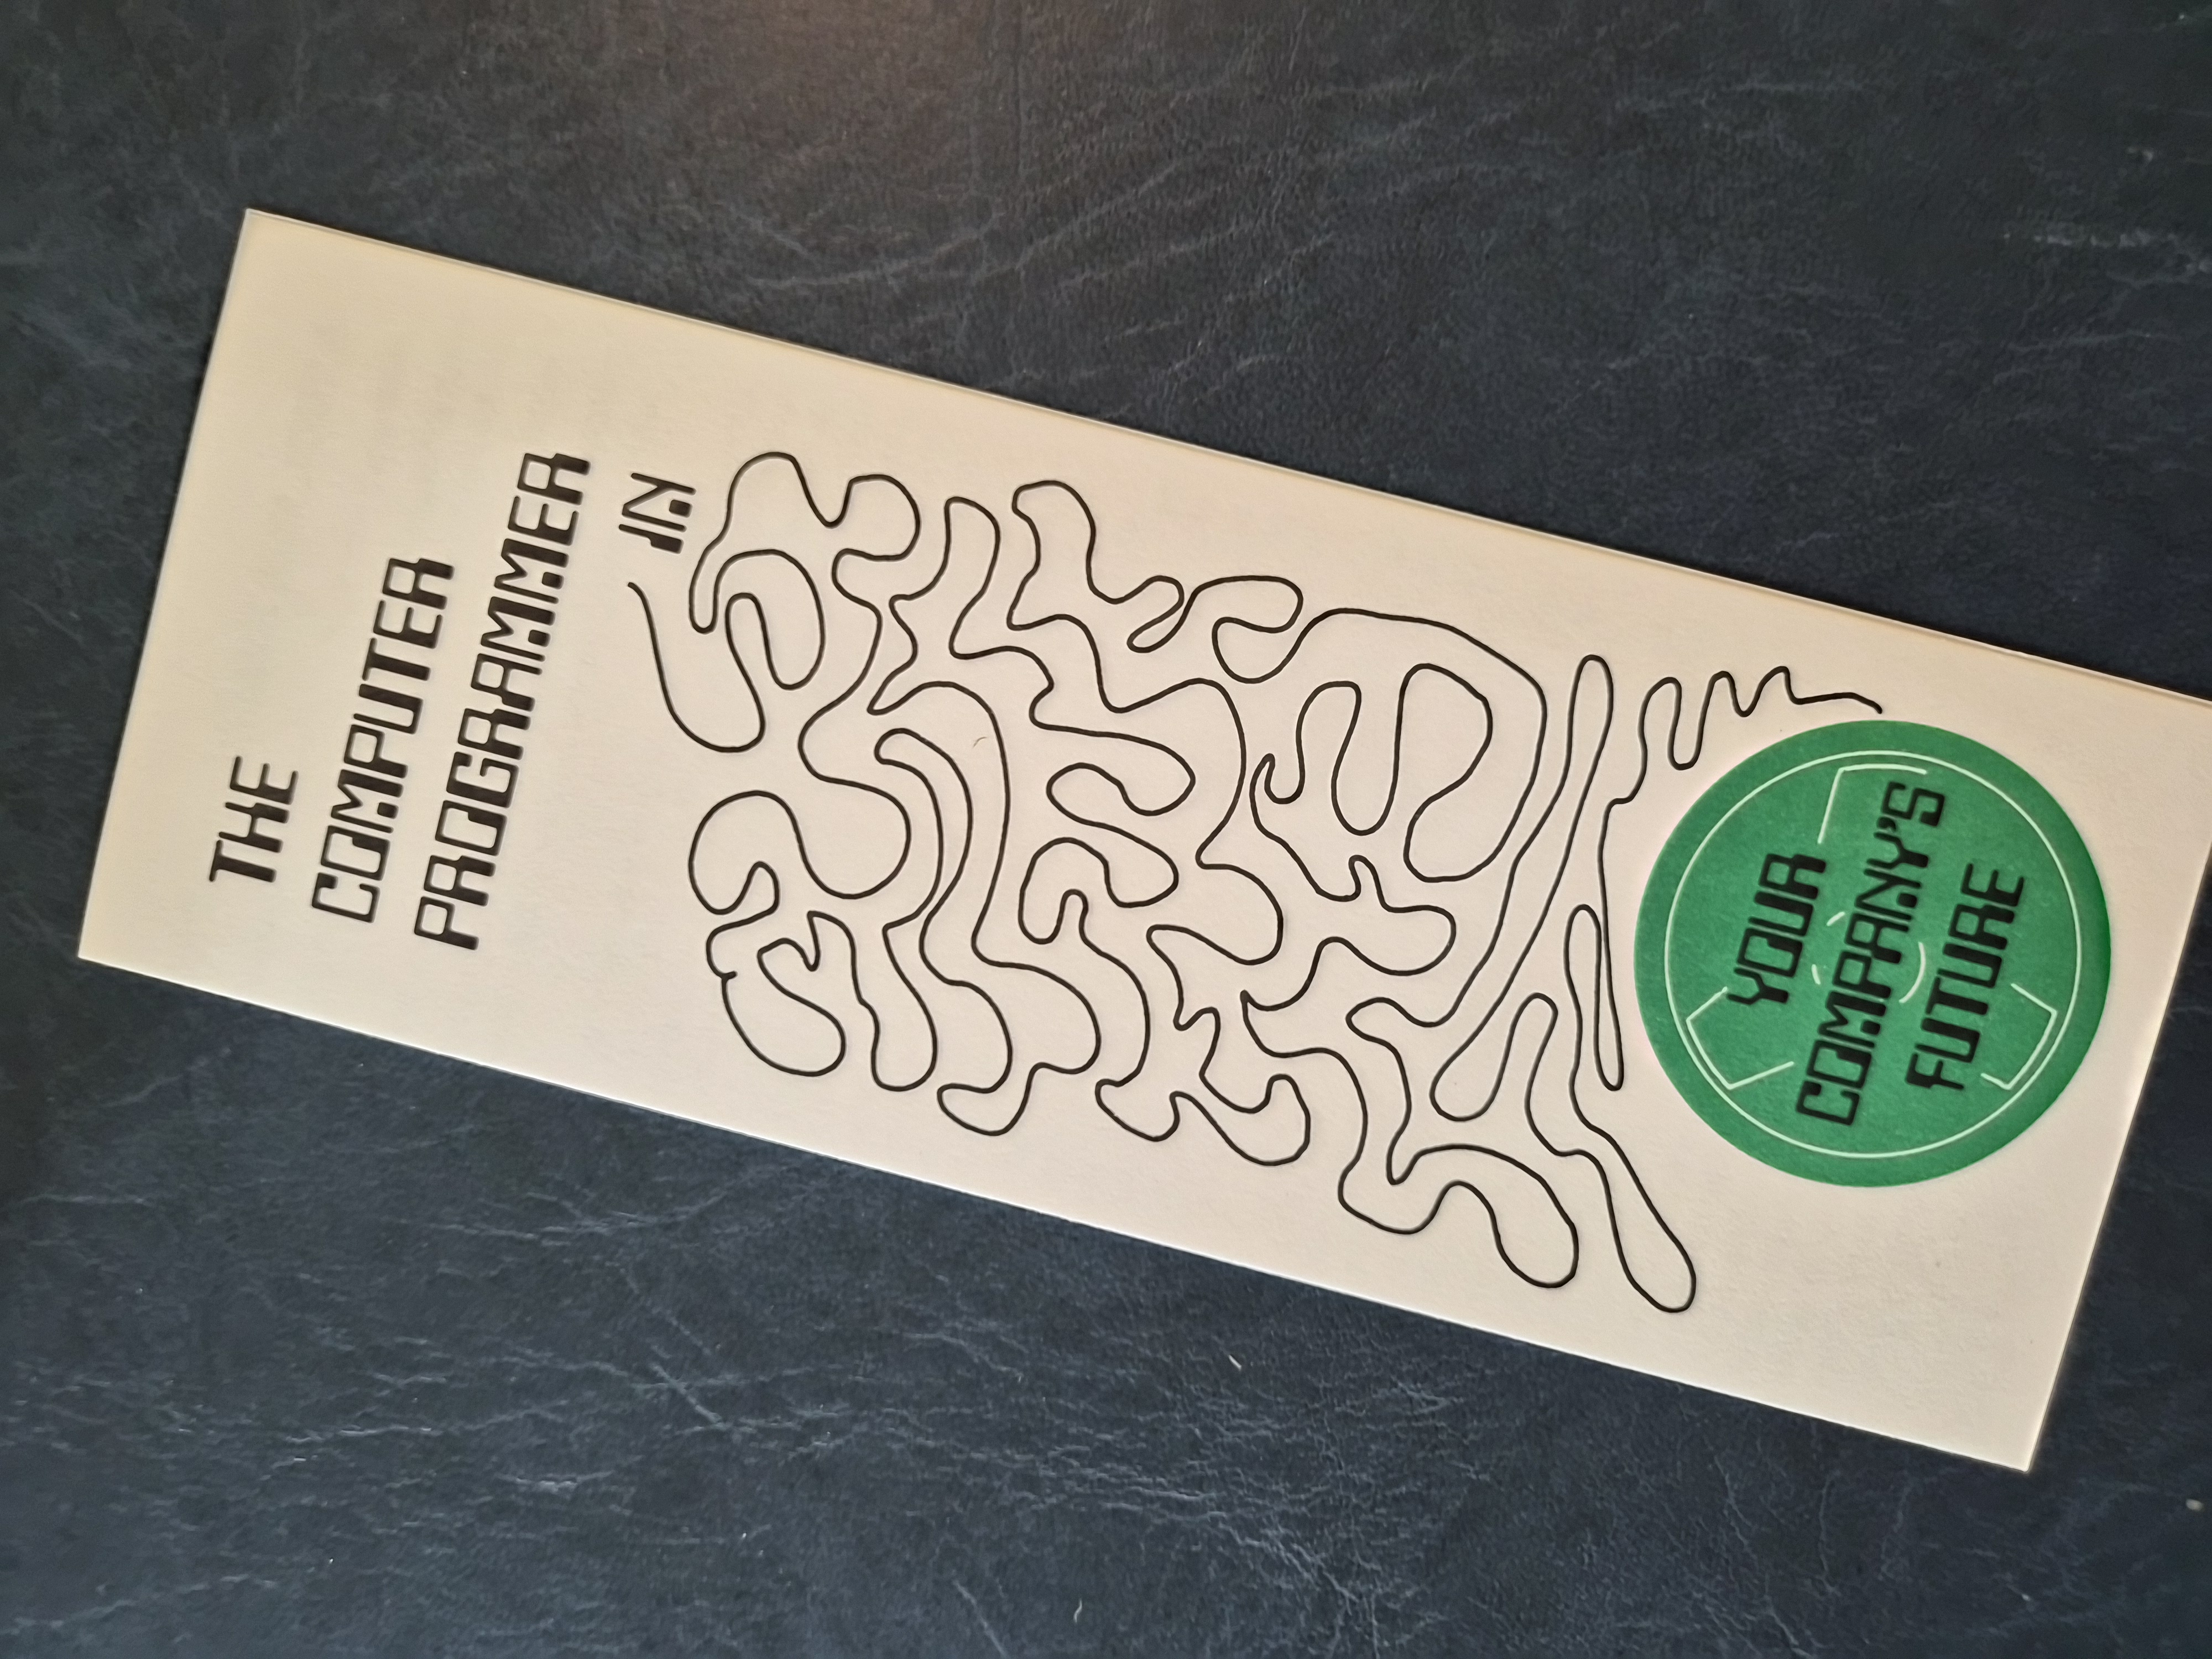 THE
COMPUTER
PROGRAMMER
IN
YOUR
COMPANY'S
FUTURE